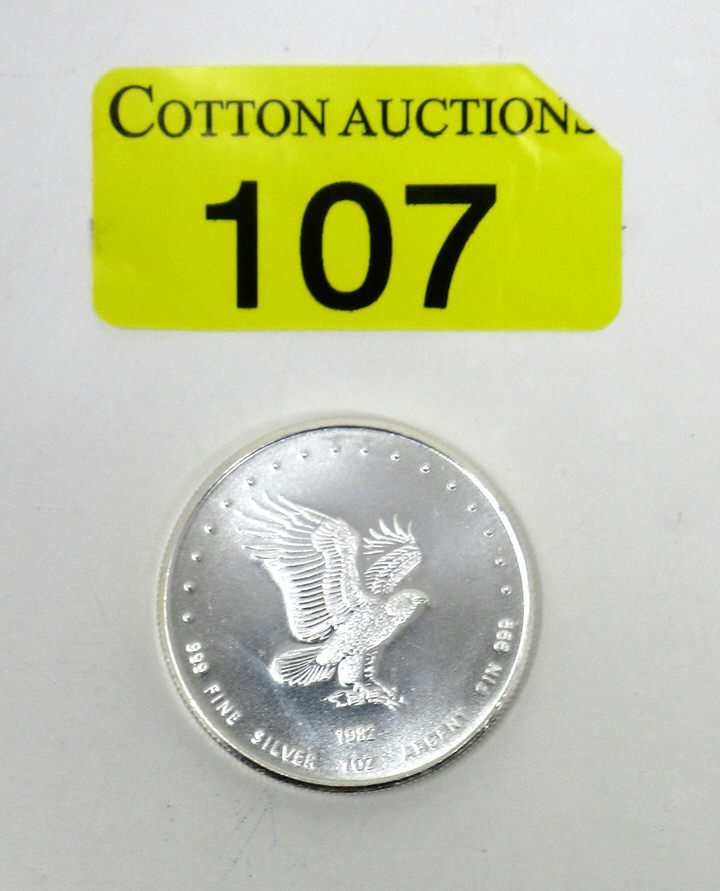 COTTON AUCTIONS
107
1982
999 FINE SILVER 1OZ ARGENT FIN 999